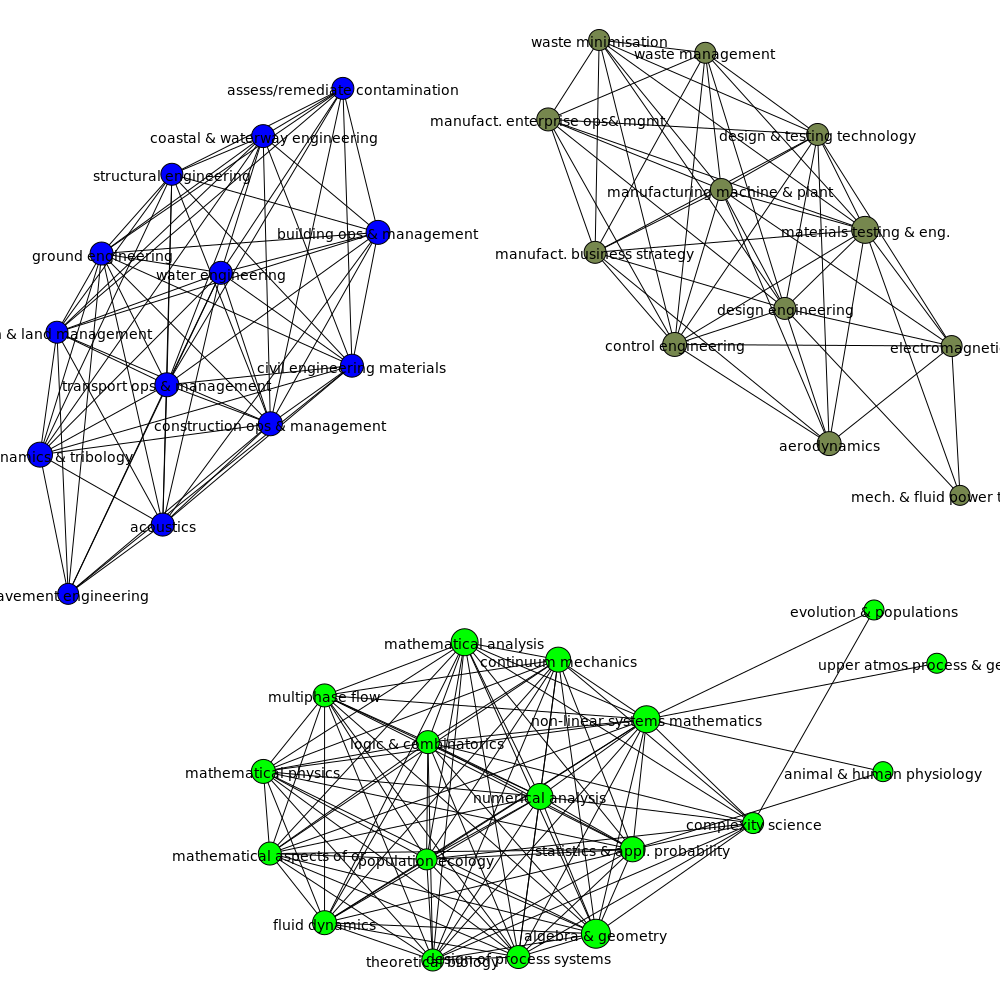 waste minimisation
waste management
assess/remediate contamination
manufact. enterprise ops& mgmt
coastal & waterway engineering
design & testing technology
structural engineering
manufacturing machine & plant
building ops & management
materials testing & eng.
ground engineering
manufact. business strategy
water engineering
design engineering
& land management
control engineering
electromagneti
civil engineering materials
transport ops & management
construction ops & management
aerodynamics
& tribology
mech. & fluid power t
acoustics
avement engineering
evolution & populations
mathematical analysis
continuum mechanics
upper atmos process & ge
multiphase flow
non-linear systems mathematics
logic & combinatorics
mathematical physics
animal & human physiology
numerical analysis
complexity science
statistics & appl. probability
mathematical aspects of or
population ecology
fluid dynamics
algebra & geometry
design of process systems
theoretical biology